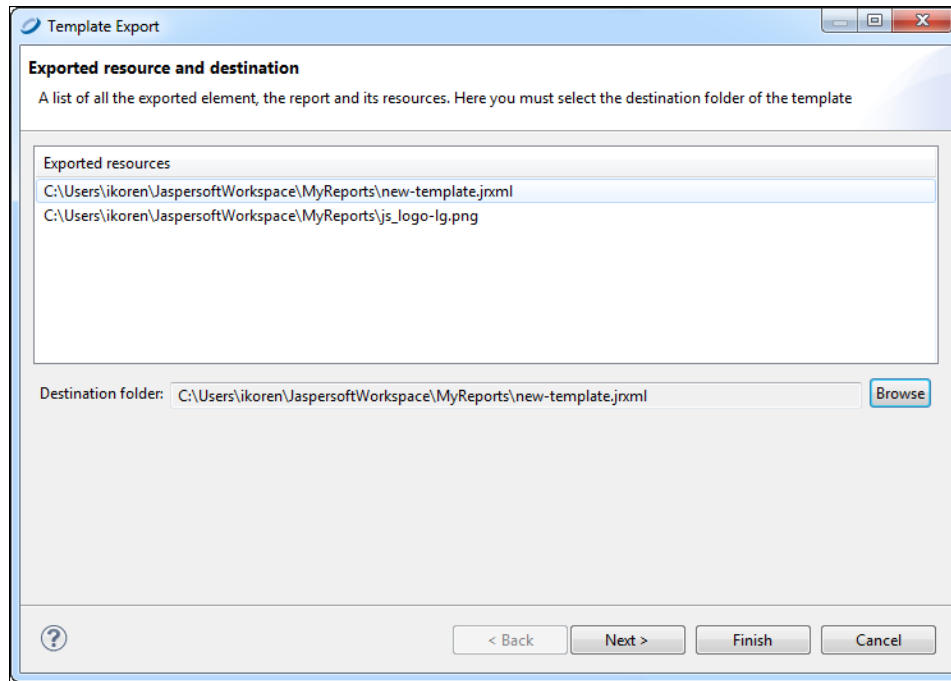 Template Export
Exported resource and destination
A list of all the exported element, the report and its resources. Here you must select the destination folder of the template
Exported resources
C:\Users\ikoren\JaspersoftWorkspace\MyReports\new-template.jrxml
C:\Users\ikoren\JaspersoftWorkspace\MyReports\js_logo-lg.png
Destination folder: C:\Users\ikoren\JaspersoftWorkspace\MyReports\new-template.jrxml Browse
? < Back Next > Finish Cancel